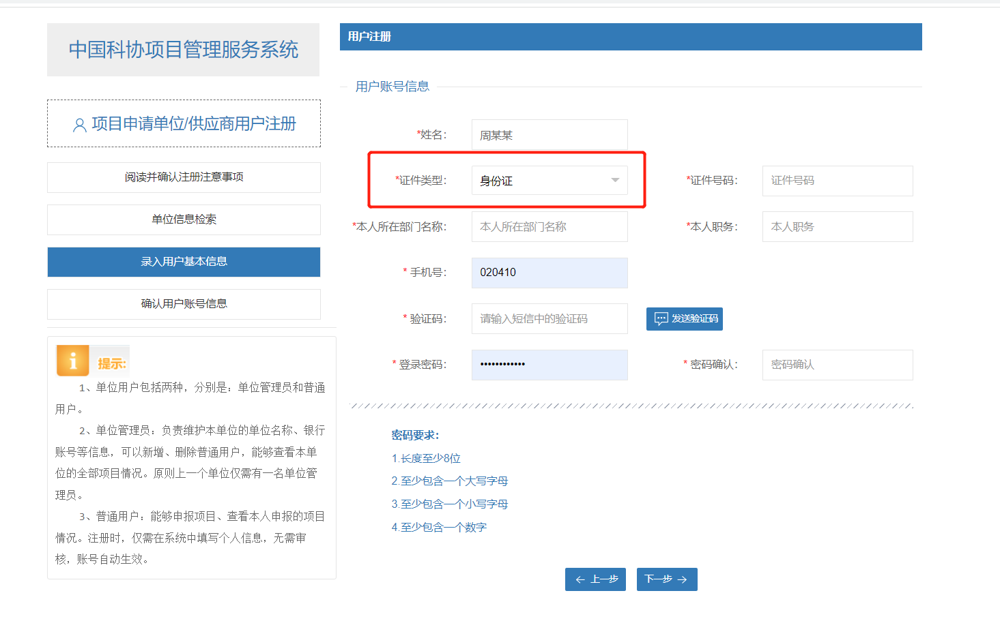 中国科协项目管理服务系统
项目申请单位/供应商用户注册
阅读并确认注册注意事项
单位信息检索
录入用户基本信息
确认用户账号信息
提示:
1、单位用户包括两种，分别是：单位管理员和普通
用户。
2、单位管理员：负责维护本单位的单位名称、银行
账号等信息，可以新增、删除普通用户，能够查看本单
位的全部项目情况。原则上一个单位仅需有一名单位管
理员。
3、普通用户：能够申报项目、查看本人申报的项目
情况。注册时，仅需在系统中填写个人信息，无需审
核，账号自动生效。
用户注册
用户账号信息
*姓名： 周某某
*证件类型： 身份证 *证件号码： 证件号码
*本人所在部门名称： 本人所在部门名称 *本人职务： 本人职务
* 手机号： 020410
* 验证码： 请输入短信中的验证码 发送验证码
* 登录密码： •••••••••••• * 密码确认： 密码确认
密码要求：
1.长度至少8位
2.至少包含一个大写字母
3.至少包含一个小写字母
4.至少包含一个数字
← 上一步 下一步 →